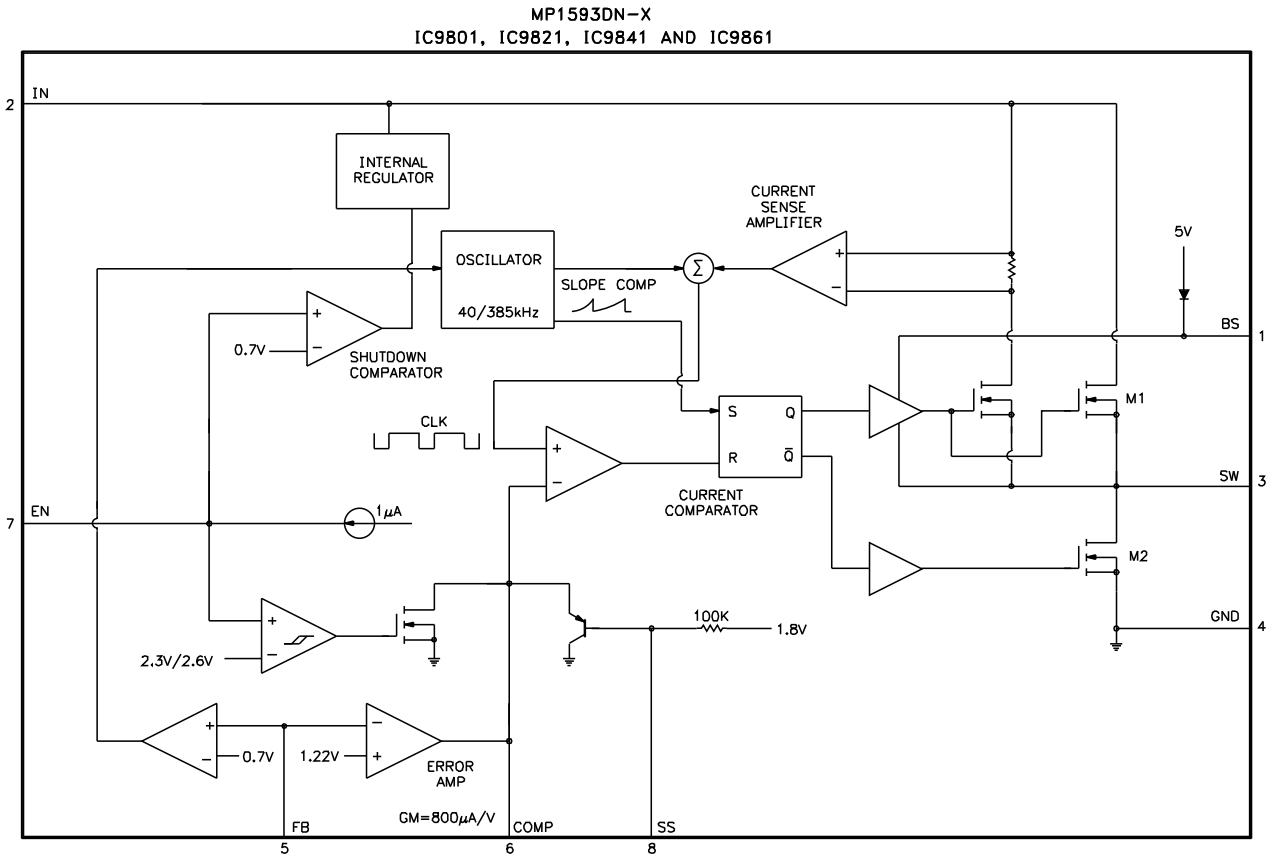 MP1593DN-X
IC9801, IC9821, IC9841 AND IC9861
2
IN
INTERNAL
REGULATOR
CURRENT
SENSE
AMPLIFIER
5V
OSCILLATOR
40/385kHz
Σ
+
−
SLOPE COMP
BS
1
+
−
0.7V
SHUTDOWN
COMPARATOR
CLK
S
Q
R
Q̅
M1
+
−
CURRENT
COMPARATOR
SW
3
7
EN
1µA
M2
+
−
2.3V/2.6V
100K
1.8V
GND
4
+
−
0.7V
1.22V
−
+
ERROR
AMP
GM=800µA/V
FB
COMP
SS
5
6
8